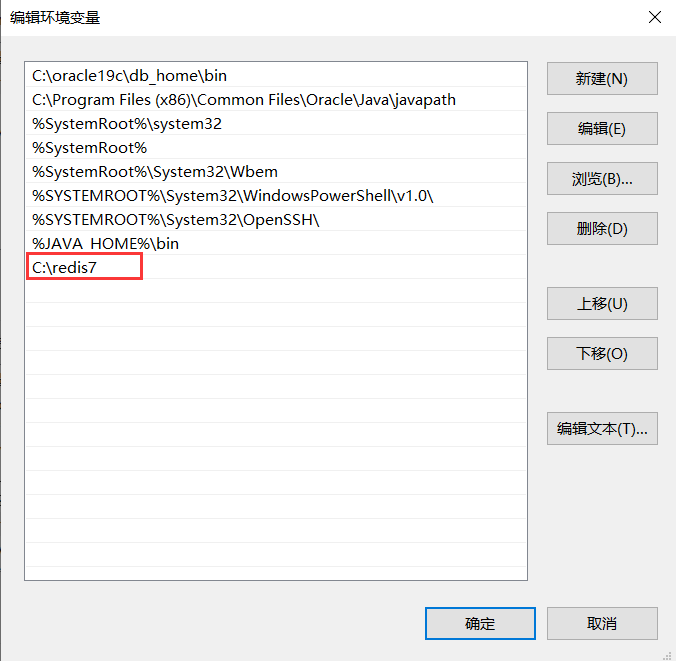 编辑环境变量
C:\oracle19c\db_home\bin
C:\Program Files (x86)\Common Files\Oracle\Java\javapath
%SystemRoot%\system32
%SystemRoot%
%SystemRoot%\System32\Wbem
%SYSTEMROOT%\System32\WindowsPowerShell\v1.0\
%SYSTEMROOT%\System32\OpenSSH\
%JAVA_HOME%\bin
C:\redis7
新建(N)
编辑(E)
浏览(B)...
删除(D)
上移(U)
下移(O)
编辑文本(T)...
确定
取消